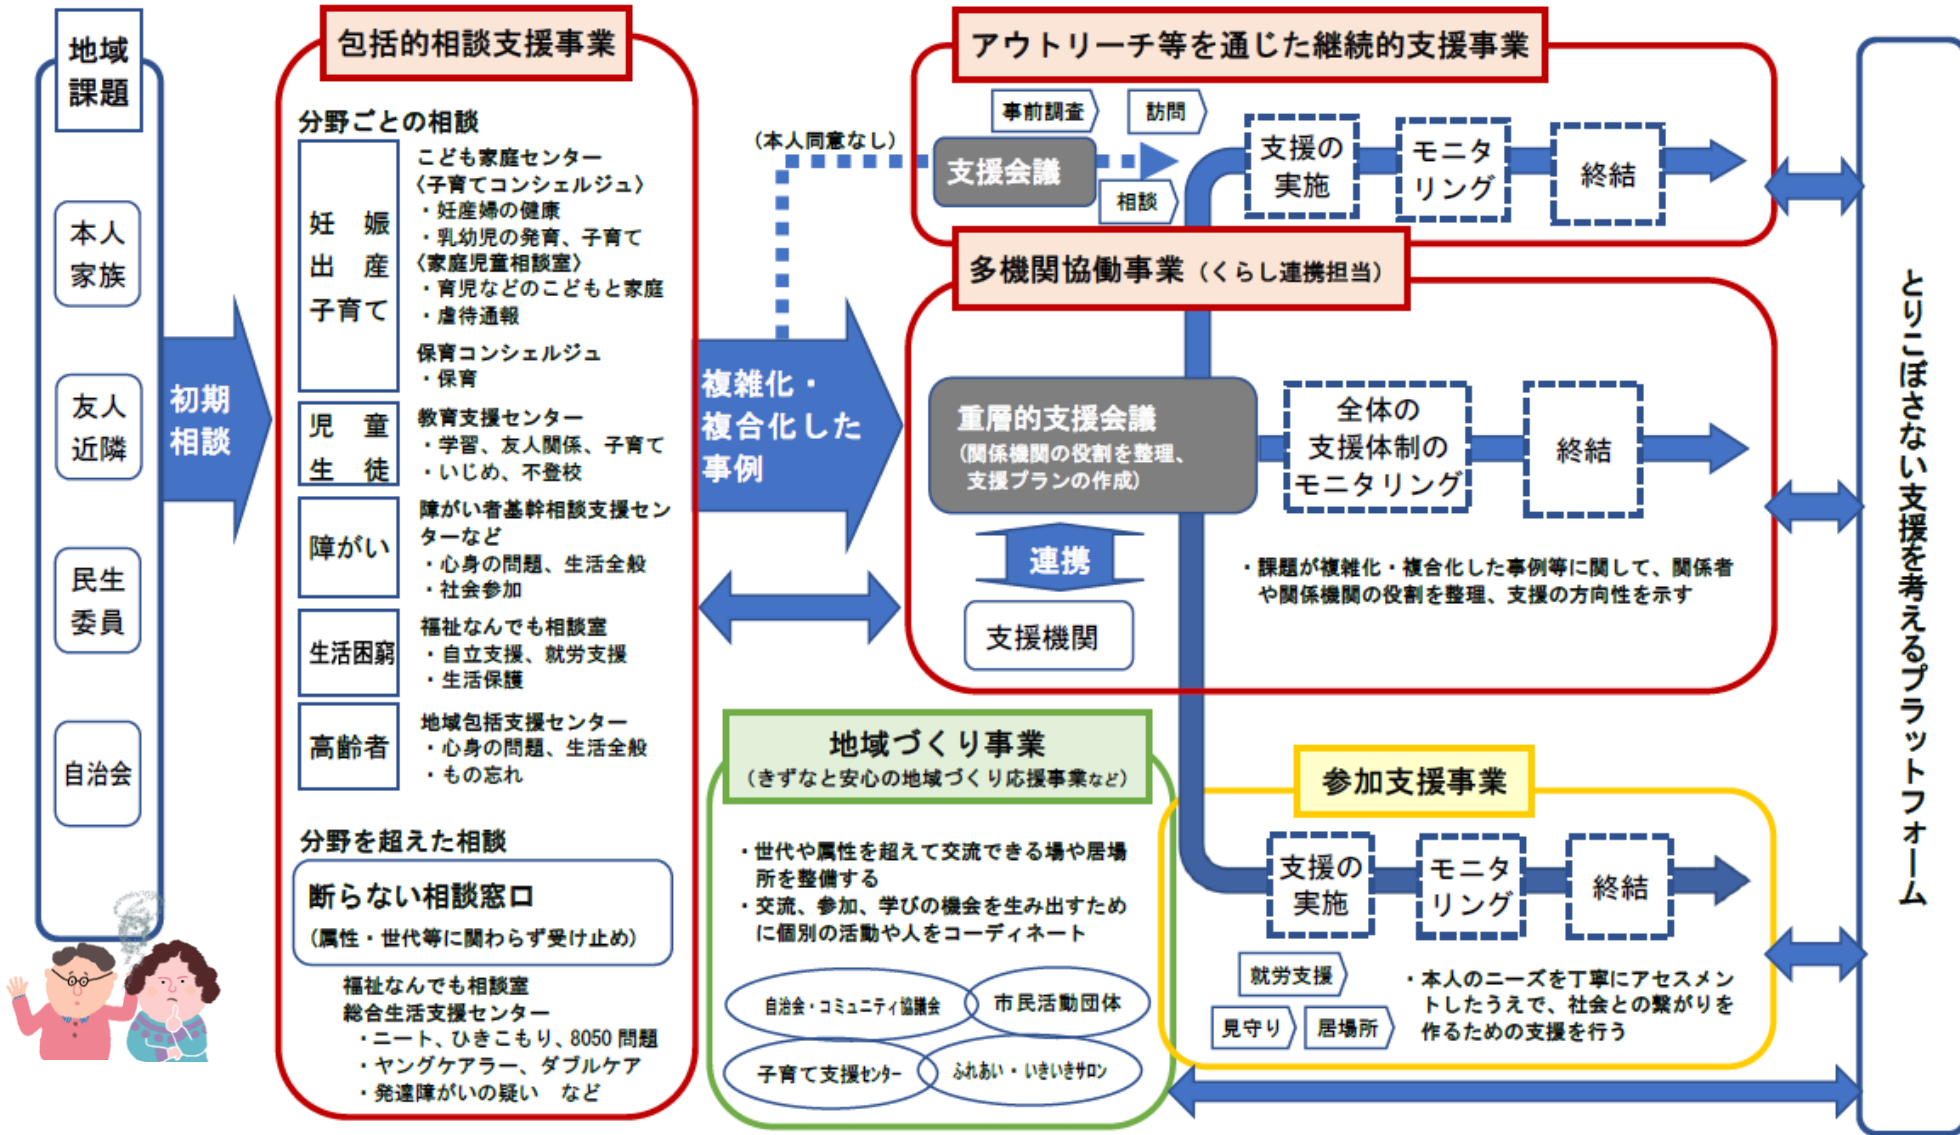 地域
課題
本人
家族
友人
近隣
民生
委員
自治会
初期
相談
包括的相談支援事業
分野ごとの相談
妊　娠
出　産
子育て
こども家庭センター
〈子育てコンシェルジュ〉
・妊産婦の健康
・乳幼児の発育、子育て
〈家庭児童相談室〉
・育児などのこどもと家庭
・虐待通報
保育コンシェルジュ
・保育
児　童
生　徒
教育支援センター
・学習、友人関係、子育て
・いじめ、不登校
障がい
障がい者基幹相談支援セン
ターなど
・心身の問題、生活全般
・社会参加
生活困窮
福祉なんでも相談室
・自立支援、就労支援
・生活保護
高齢者
地域包括支援センター
・心身の問題、生活全般
・もの忘れ
分野を超えた相談
断らない相談窓口
(属性・世代等に関わらず受け止め)
福祉なんでも相談室
総合生活支援センター
・ニート、ひきこもり、8050 問題
・ヤングケアラー、ダブルケア
・発達障がいの疑い　など
複雑化・
複合化した
事例
(本人同意なし)
アウトリーチ等を通じた継続的支援事業
事前調査
訪問
支援会議
相談
支援の
実施
モニタ
リング
終結
多機関協働事業（くらし連携担当）
重層的支援会議
(関係機関の役割を整理、
支援プランの作成)
全体の
支援体制の
モニタリング
終結
連携
支援機関
・課題が複雑化・複合化した事例等に関して、関係者
や関係機関の役割を整理、支援の方向性を示す
地域づくり事業
（きずなと安心の地域づくり応援事業など）
・世代や属性を超えて交流できる場や居場
所を整備する
・交流、参加、学びの機会を生み出すため
に個別の活動や人をコーディネート
自治会・コミュニティ協議会
市民活動団体
子育て支援センター
ふれあい・いきいきサロン
参加支援事業
支援の
実施
モニタ
リング
終結
就労支援
見守り
居場所
・本人のニーズを丁寧にアセスメン
トしたうえで、社会との繋がりを
作るための支援を行う
とりこぼさない支援を考えるプラットフォーム